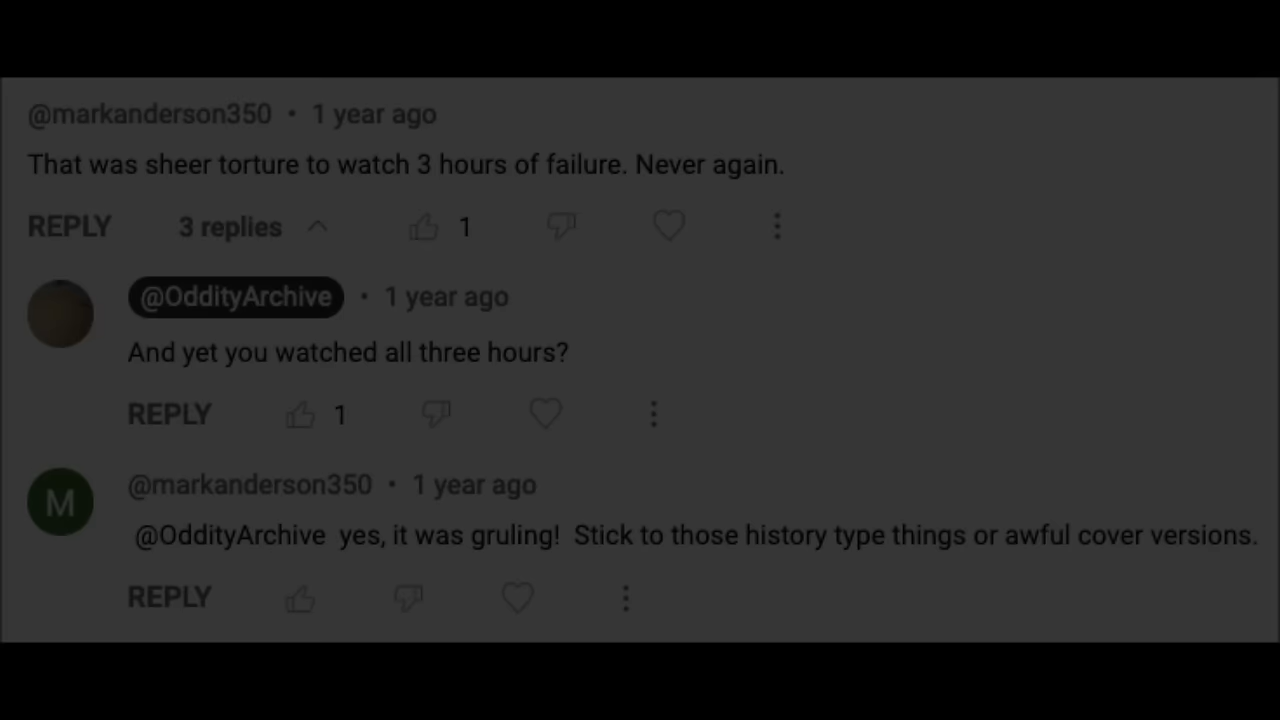 @markanderson350 • 1 year ago
That was sheer torture to watch 3 hours of failure. Never again.
REPLY 3 replies 1
@OddityArchive • 1 year ago
And yet you watched all three hours?
REPLY 1
M @markanderson350 • 1 year ago
@OddityArchive yes, it was gruling! Stick to those history type things or awful cover versions.
REPLY